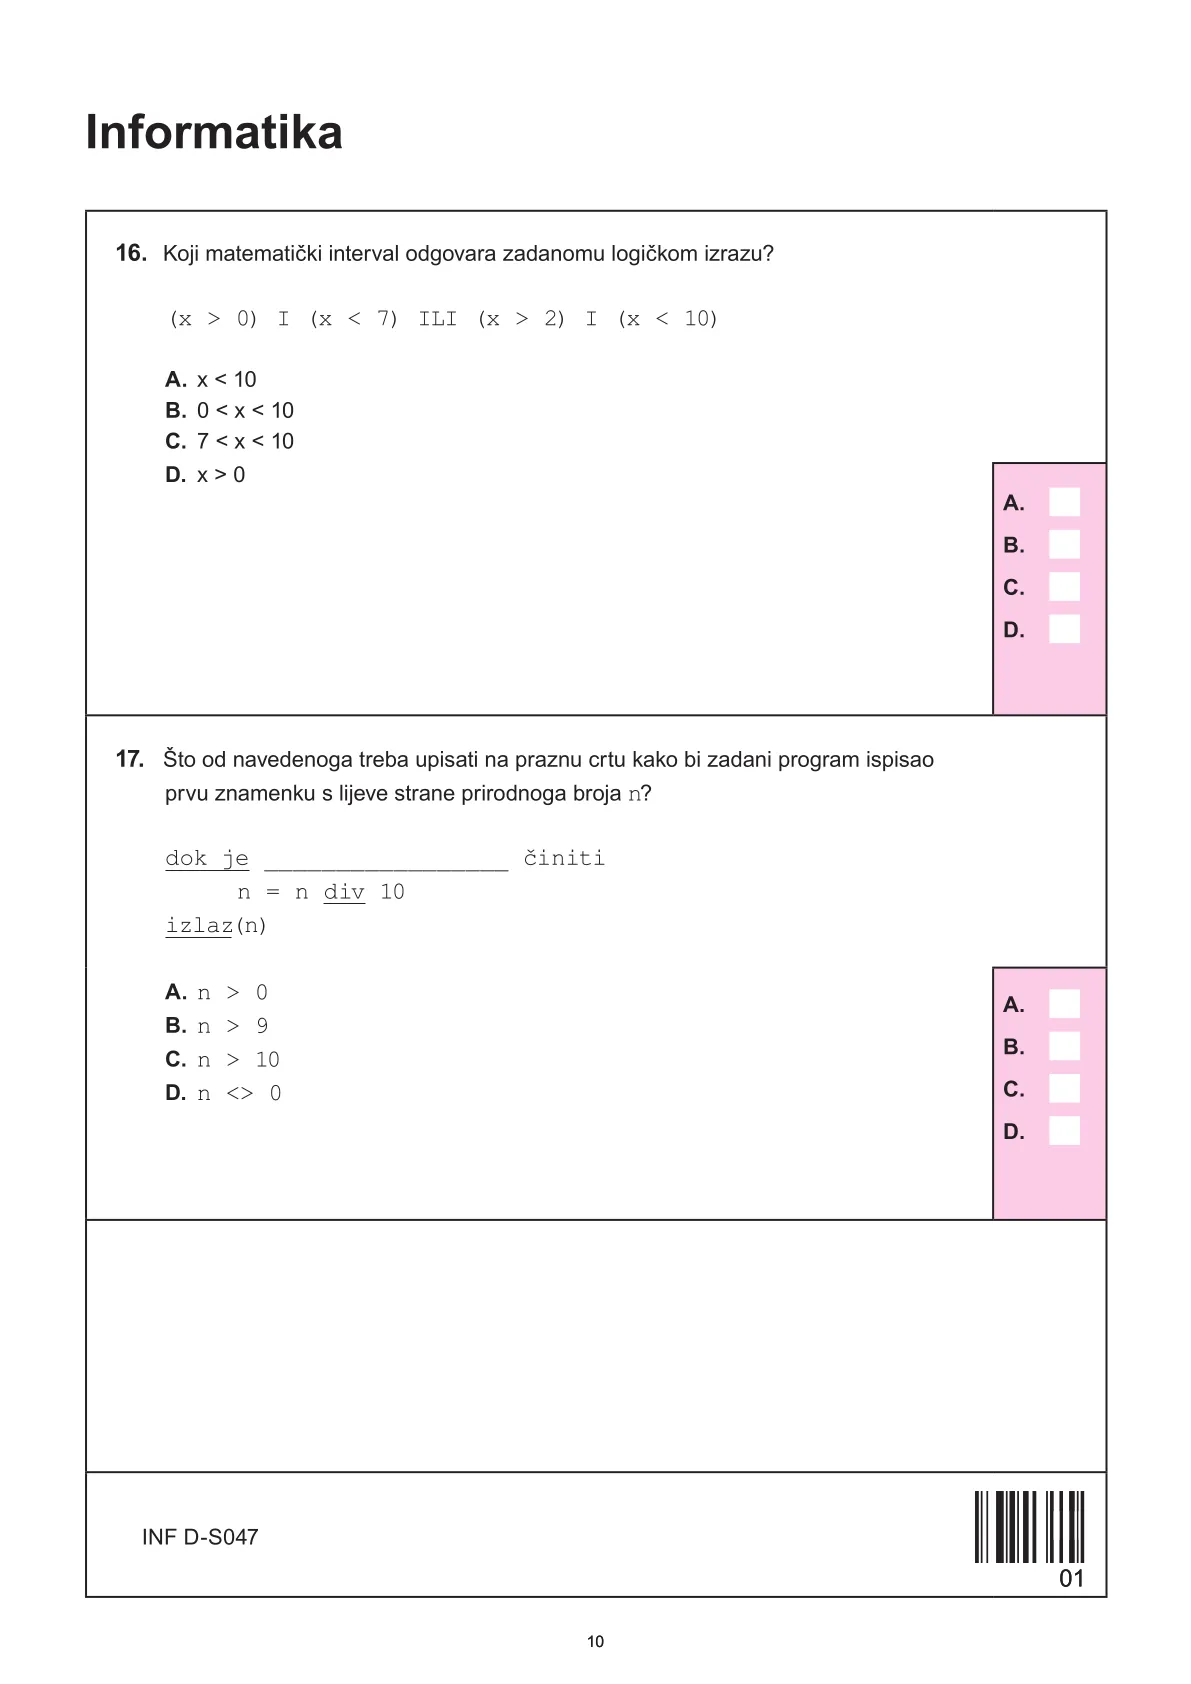 Informatika
16. Koji matematički interval odgovara zadanomu logičkom izrazu?
(x > 0) I (x < 7) ILI (x > 2) I (x < 10)
A. x < 10
B. 0 < x < 10
C. 7 < x < 10
D. x > 0
A.
B.
C.
D.
17. Što od navedenoga treba upisati na praznu crtu kako bi zadani program ispisao
prvu znamenku s lijeve strane prirodnoga broja n?
dok je _________________ činiti
n = n div 10
izlaz(n)
A. n > 0
B. n > 9
C. n > 10
D. n <> 0
A.
B.
C.
D.
INF D-S047
01
10